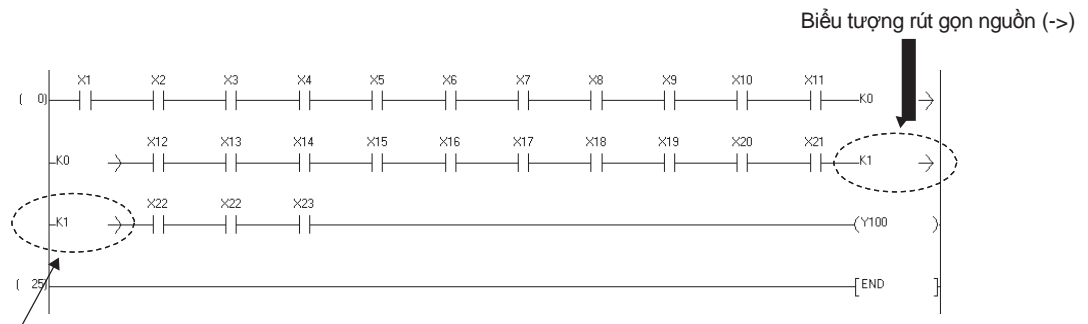 Biểu tượng rút gọn nguồn (->)
X1 X2 X3 X4 X5 X6 X7 X8 X9 X10 X11
( 0) K0
X12 X13 X14 X15 X16 X17 X18 X19 X20 X21
K0 K1
X22 X22 X23
K1 (Y100 )
( 25) [END ]